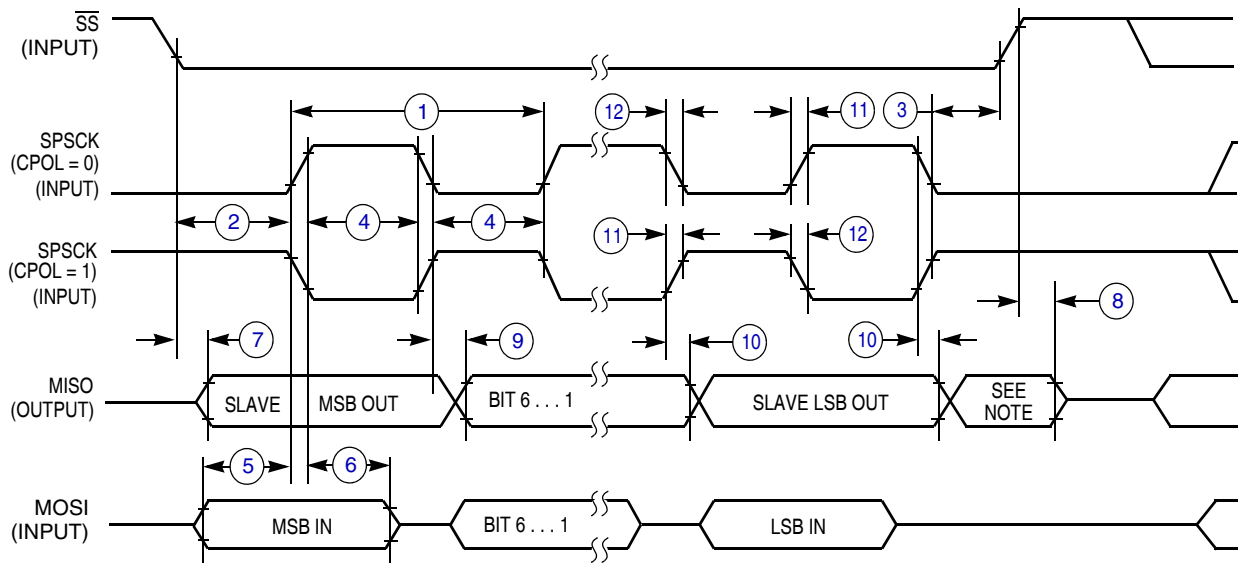 SS
(INPUT)
1
12
11
3
SPSCK
(CPOL = 0)
(INPUT)
2
4
4
11
12
SPSCK
(CPOL = 1)
(INPUT)
7
9
10
10
8
MISO
(OUTPUT)
SLAVE MSB OUT
BIT 6 . . . 1
SLAVE LSB OUT
SEE
NOTE
5
6
MOSI
(INPUT)
MSB IN
BIT 6 . . . 1
LSB IN